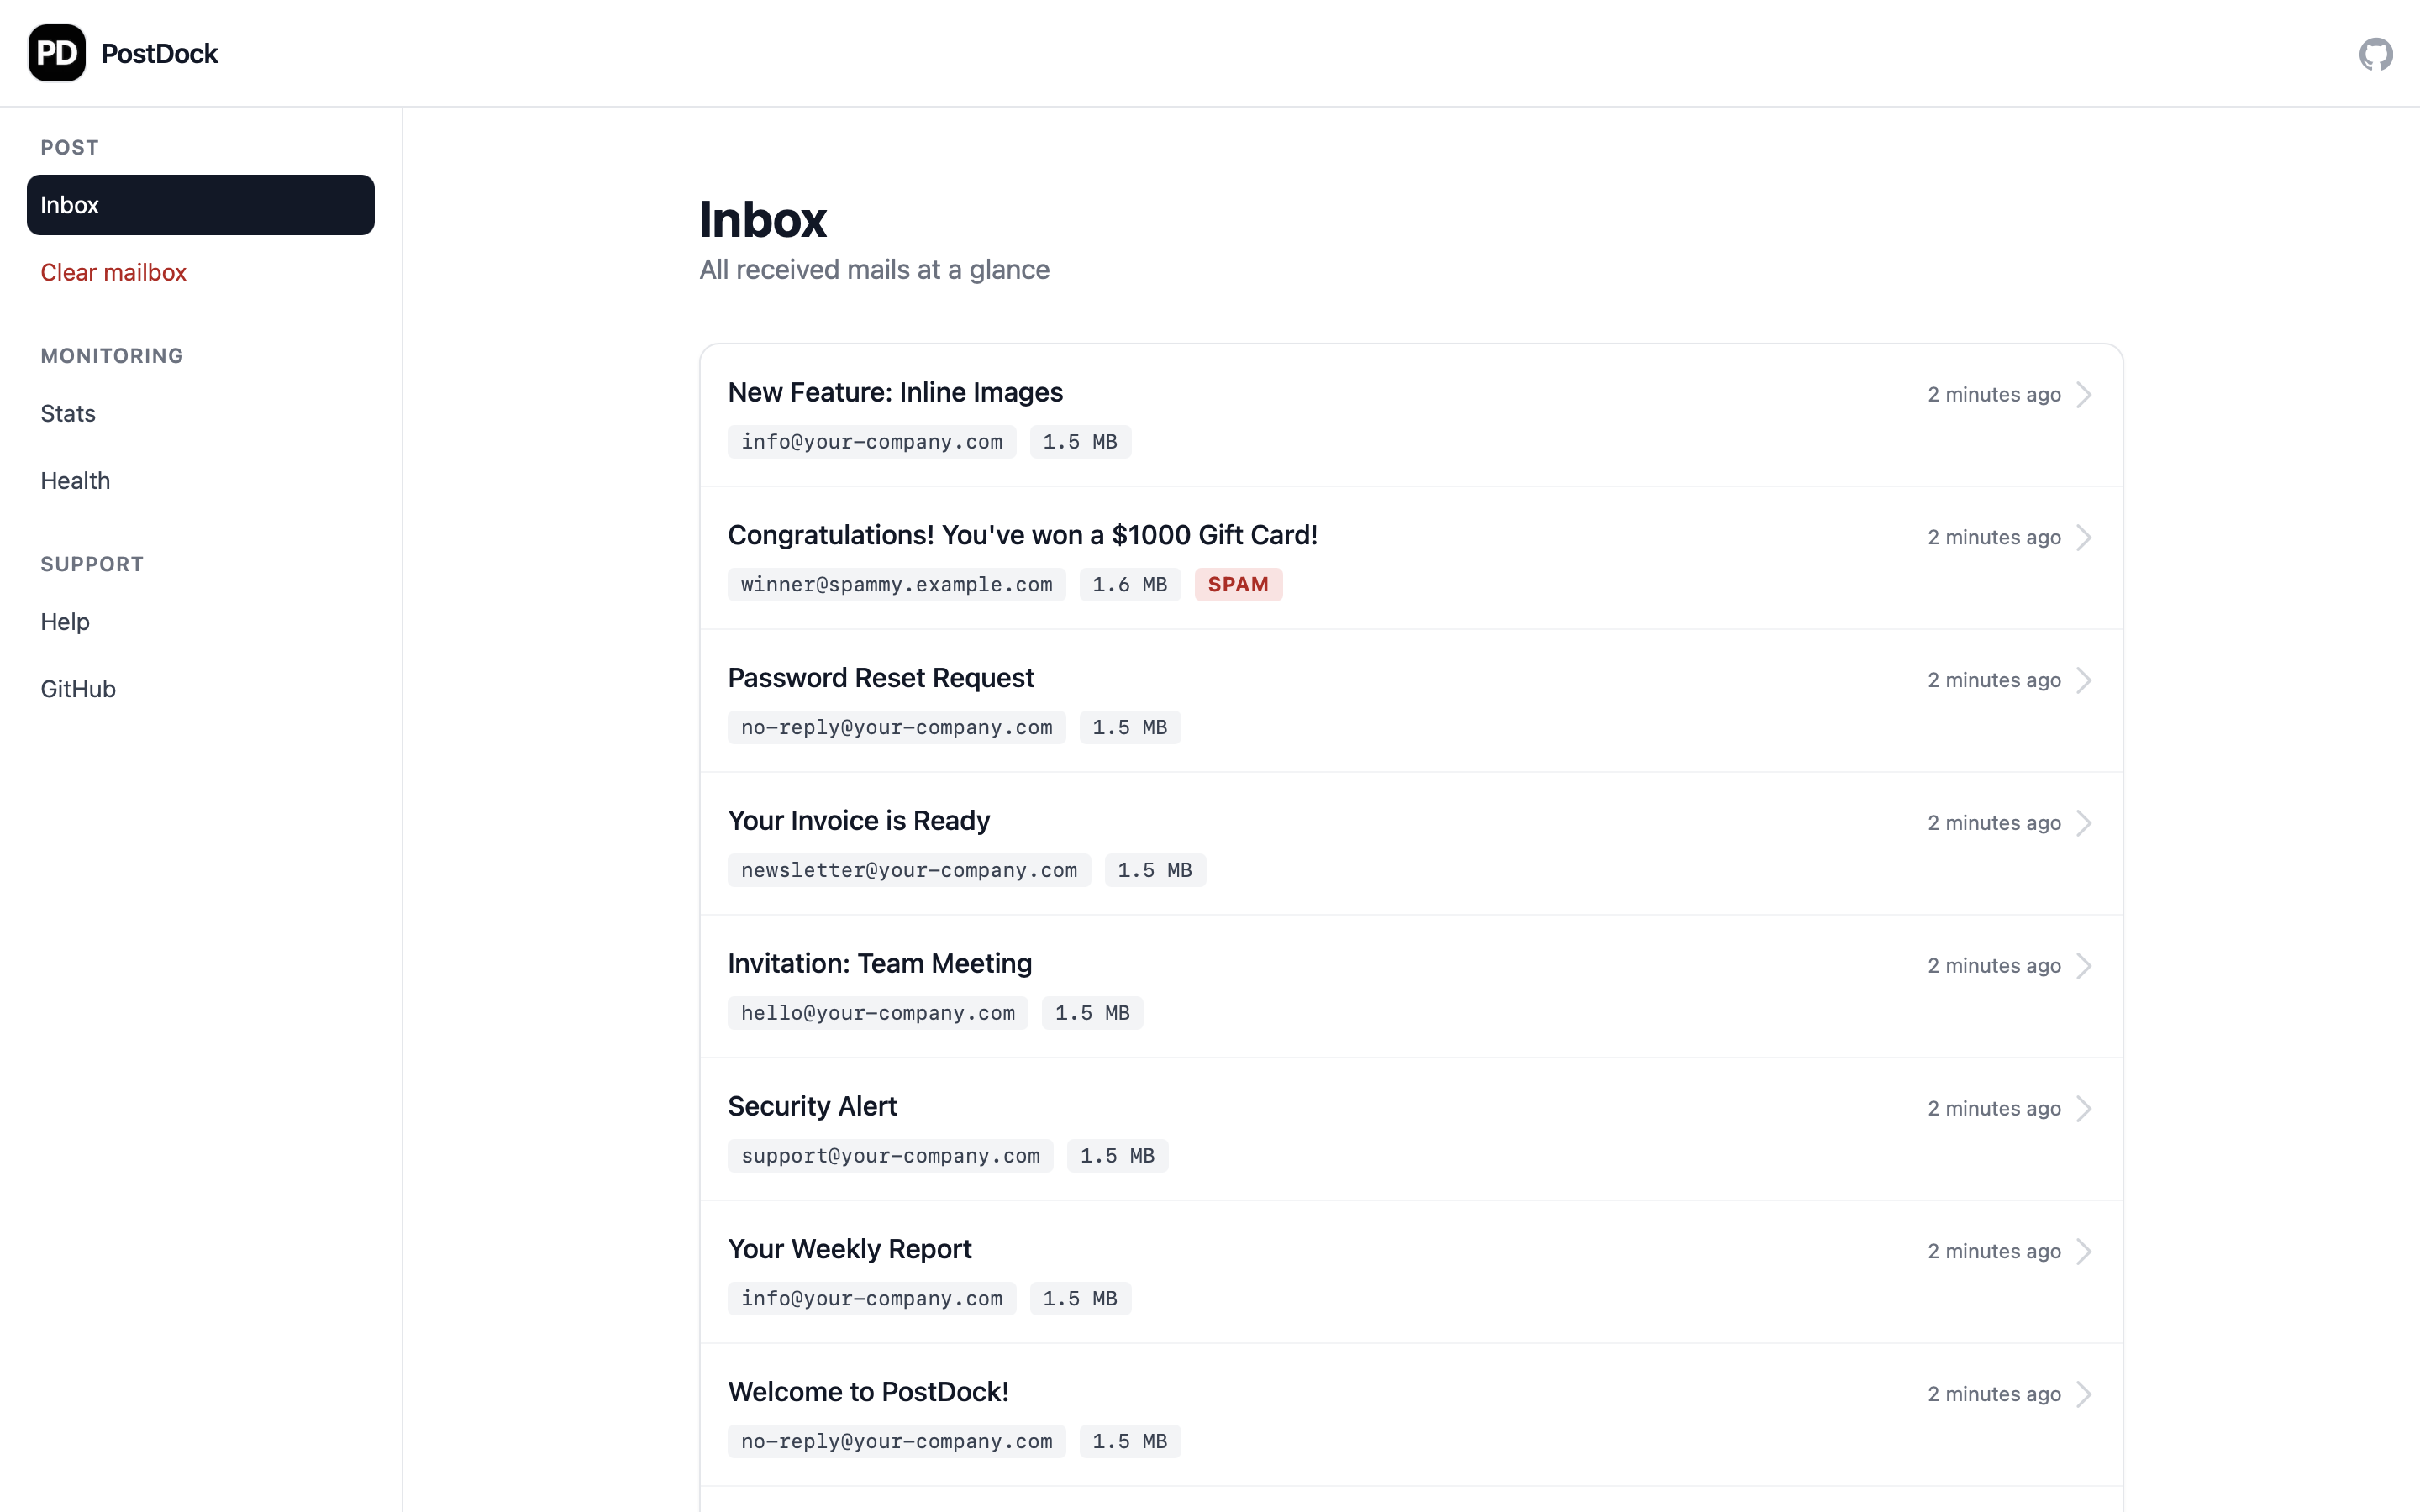 PD PostDock
POST
Inbox
Clear mailbox
MONITORING
Stats
Health
SUPPORT
Help
GitHub
Inbox
All received mails at a glance
New Feature: Inline Images
2 minutes ago
info@your-company.com 1.5 MB
Congratulations! You've won a $1000 Gift Card!
2 minutes ago
winner@spammy.example.com 1.6 MB SPAM
Password Reset Request
2 minutes ago
no-reply@your-company.com 1.5 MB
Your Invoice is Ready
2 minutes ago
newsletter@your-company.com 1.5 MB
Invitation: Team Meeting
2 minutes ago
hello@your-company.com 1.5 MB
Security Alert
2 minutes ago
support@your-company.com 1.5 MB
Your Weekly Report
2 minutes ago
info@your-company.com 1.5 MB
Welcome to PostDock!
2 minutes ago
no-reply@your-company.com 1.5 MB